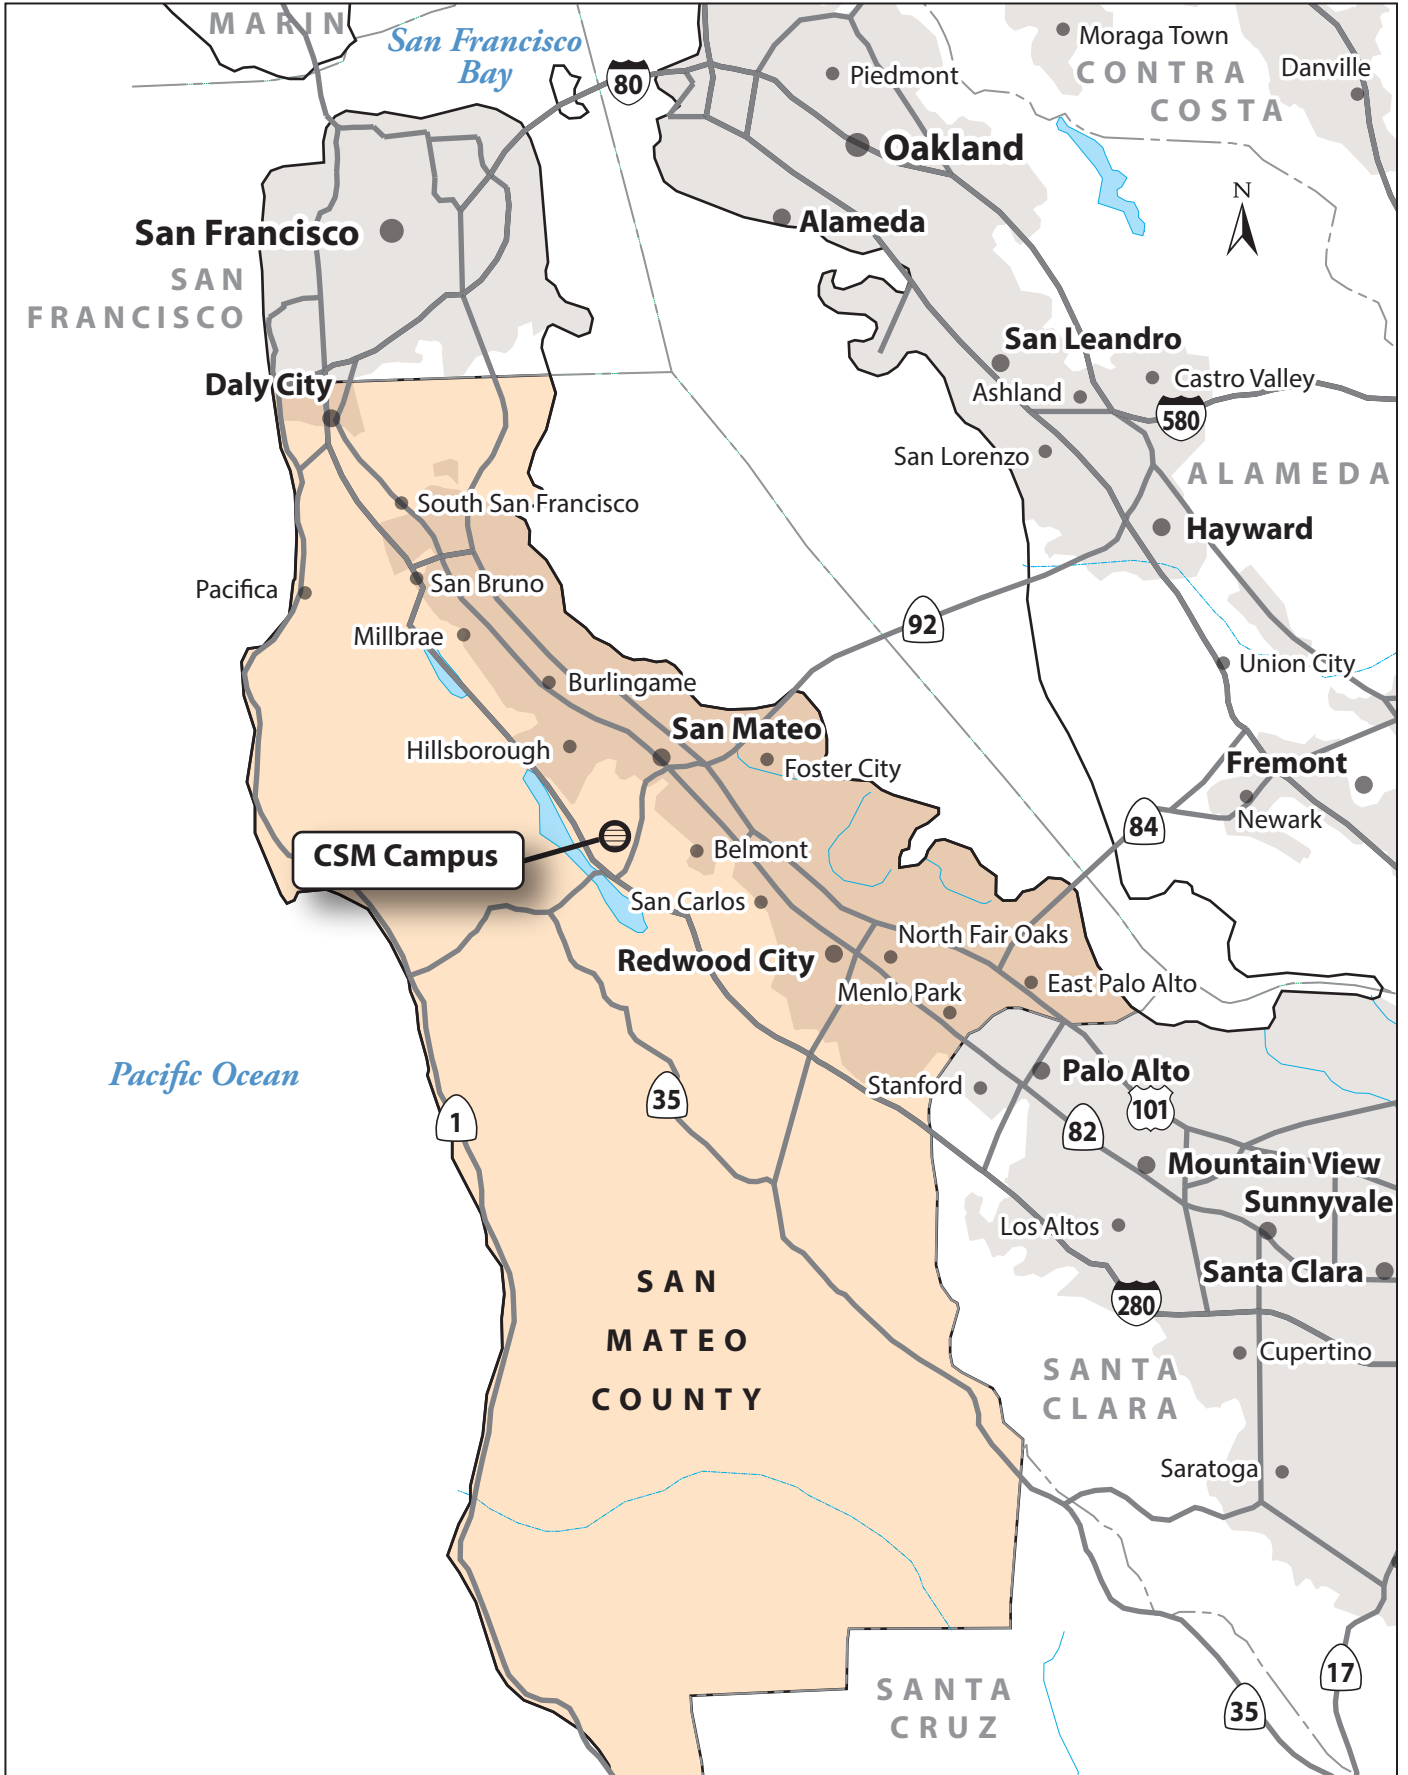 MARIN
San Francisco
Bay
80
Moraga Town
CONTRA
COSTA
Danville
Piedmont
Oakland
N
Alameda
San Francisco
SAN
FRANCISCO
San Leandro
Daly City
Ashland
Castro Valley
580
San Lorenzo
ALAMEDA
South San Francisco
Hayward
Pacifica
San Bruno
92
Millbrae
Union City
Burlingame
San Mateo
Hillsborough
Foster City
Fremont
Newark
84
CSM Campus
Belmont
San Carlos
North Fair Oaks
Redwood City
East Palo Alto
Menlo Park
Pacific Ocean
Palo Alto
Stanford
101
35
1
82
Mountain View
Sunnyvale
Los Altos
Santa Clara
SAN
MATEO
COUNTY
280
Cupertino
SANTA
CLARA
Saratoga
17
SANTA
CRUZ
35